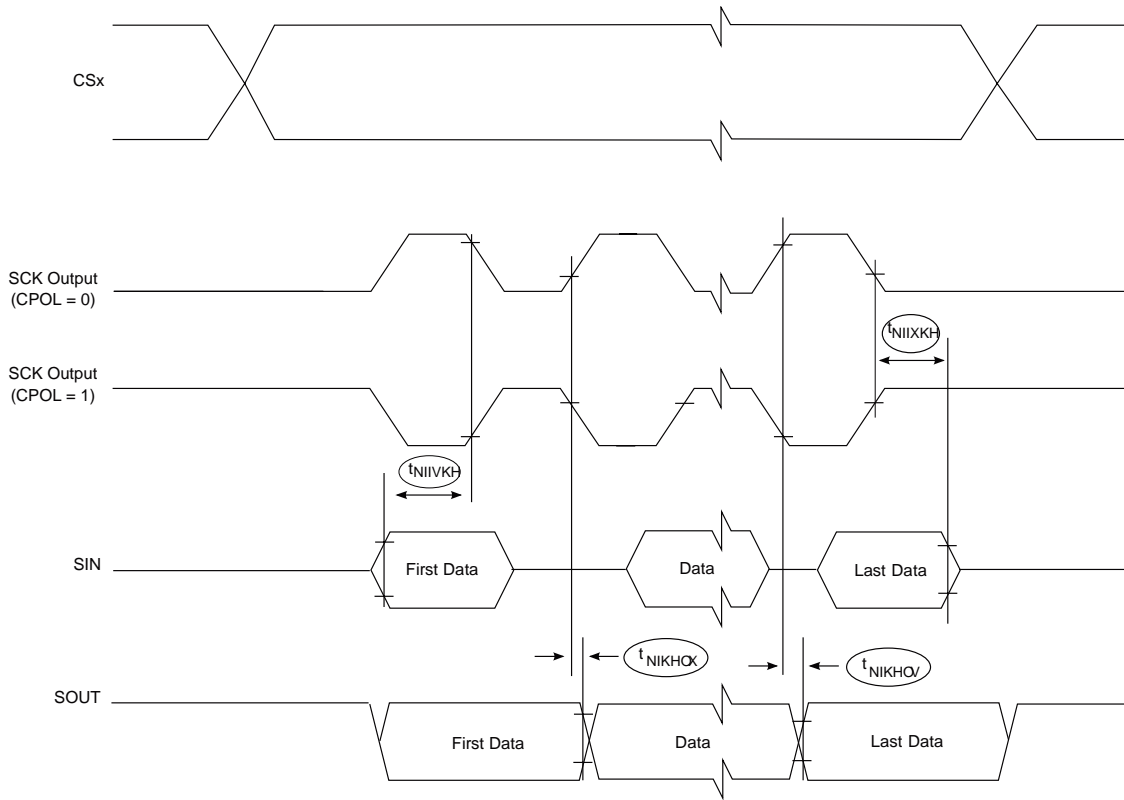 CSx
SCK Output
(CPOL = 0)
tNIIXKH
SCK Output
(CPOL = 1)
tNIIVKH
SIN
First Data
Data
Last Data
tNIKHOX
tNIKHOV
SOUT
First Data
Data
Last Data